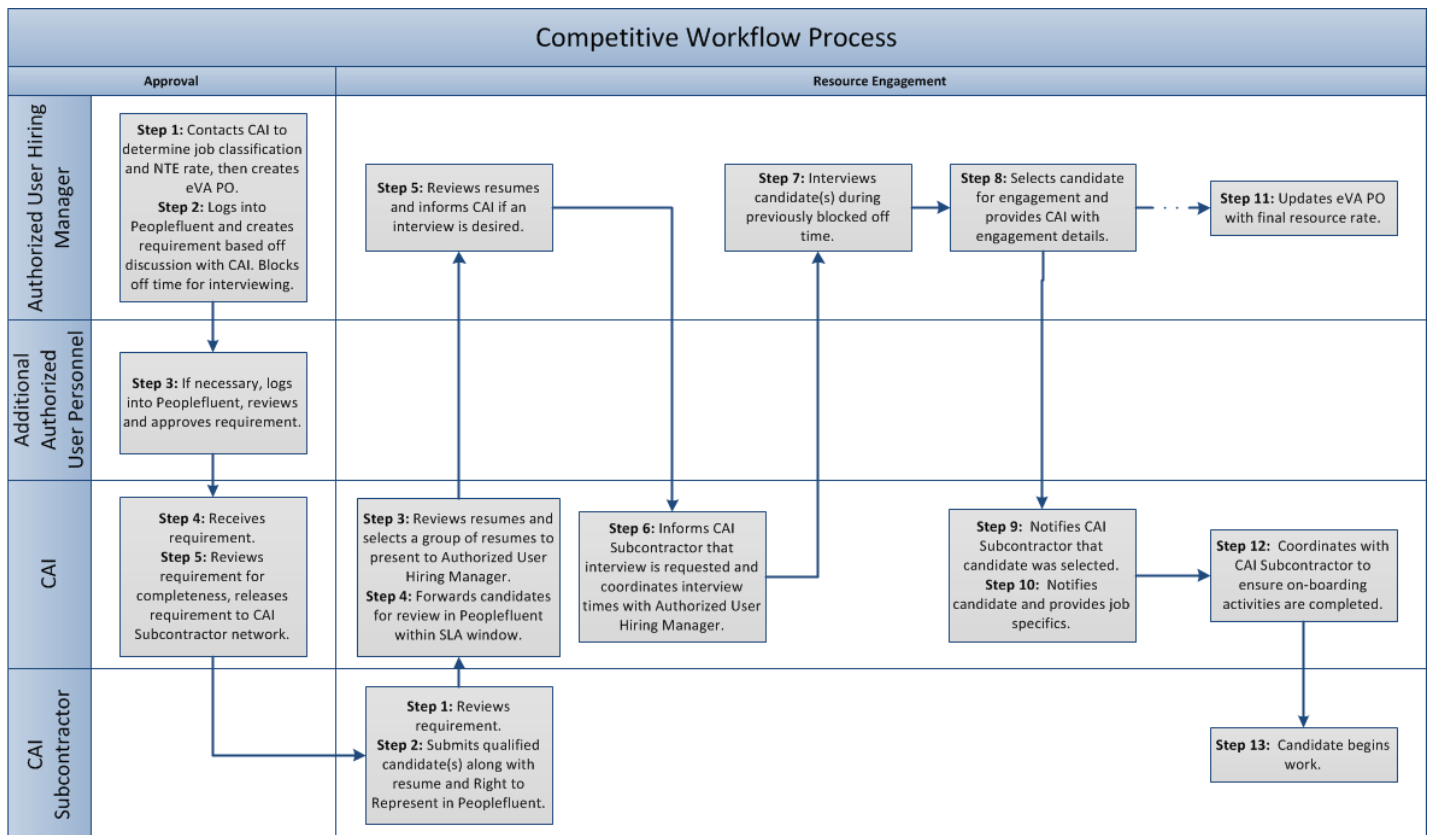 Competitive Workflow Process
Approval
Resource Engagement
Authorized User Hiring
Manager
Step 1: Contacts CAI to
determine job classification
and NTE rate, then creates
eVA PO.
Step 2: Logs into
Peoplefluent and creates
requirement based off
discussion with CAI. Blocks
off time for interviewing.
Step 5: Reviews resumes
and informs CAI if an
interview is desired.
Step 7: Interviews
candidate(s) during
previously blocked off
time.
Step 8: Selects candidate
for engagement and
provides CAI with
engagement details.
Step 11: Updates eVA PO
with final resource rate.
Additional
Authorized
User Personnel
Step 3: If necessary, logs
into Peoplefluent, reviews
and approves requirement.
CAI
Step 4: Receives
requirement.
Step 5: Reviews
requirement for
completeness, releases
requirement to CAI
Subcontractor network.
Step 3: Reviews resumes and
selects a group of resumes to
present to Authorized User
Hiring Manager.
Step 4: Forwards candidates
for review in Peoplefluent
within SLA window.
Step 6: Informs CAI
Subcontractor that
interview is requested and
coordinates interview
times with Authorized User
Hiring Manager.
Step 9: Notifies CAI
Subcontractor that
candidate was selected.
Step 10: Notifies
candidate and provides job
specifics.
Step 12: Coordinates with
CAI Subcontractor to
ensure on-boarding
activities are completed.
CAI
Subcontractor
Step 1: Reviews
requirement.
Step 2: Submits qualified
candidate(s) along with
resume and Right to
Represent in Peoplefluent.
Step 13: Candidate begins
work.